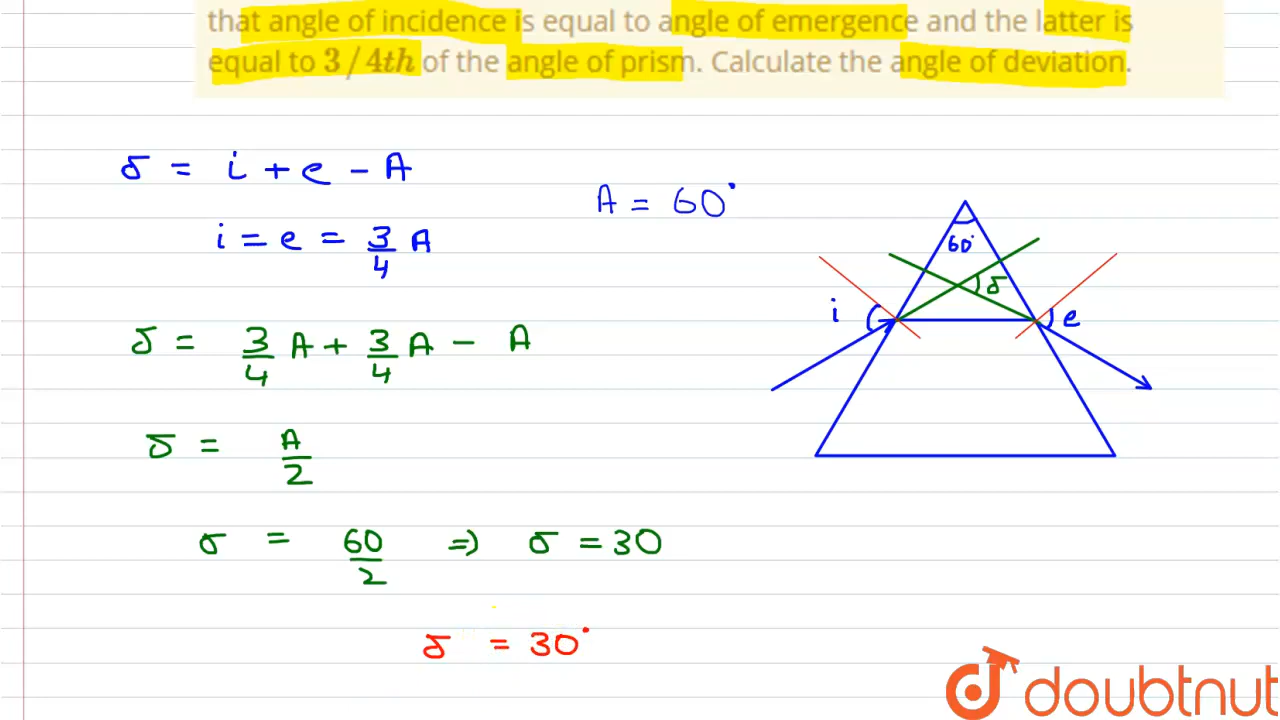 that angle of incidence is equal to angle of emergence and the latter is
equal to 3/4th of the angle of prism. Calculate the angle of deviation.
δ = i + e - A
A = 60°
i = e = 3/4 A
60°
δ
i
e
δ = 3/4 A + 3/4 A - A
δ = A/2
δ = 60/2 => δ = 30
δ = 30°
doubtnut